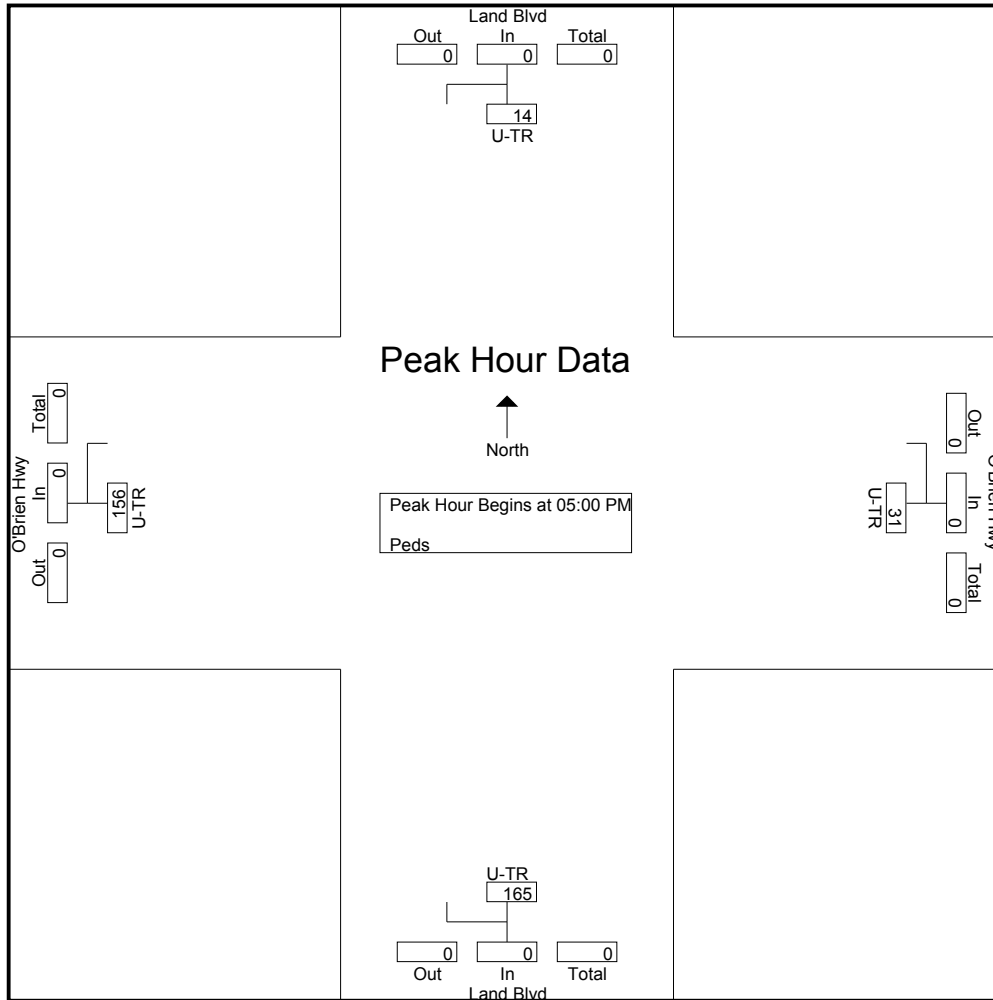 Land Blvd
Out In Total
0 0 0
14
U-TR
Peak Hour Data
North
Peak Hour Begins at 05:00 PM
Peds
O'Brien Hwy
Total In Out
0 0 0
156
U-TR
Out In Total
0 0 0
31
U-TR
Hwy
U-TR
165
0 0 0
Out In Total
Land Blvd